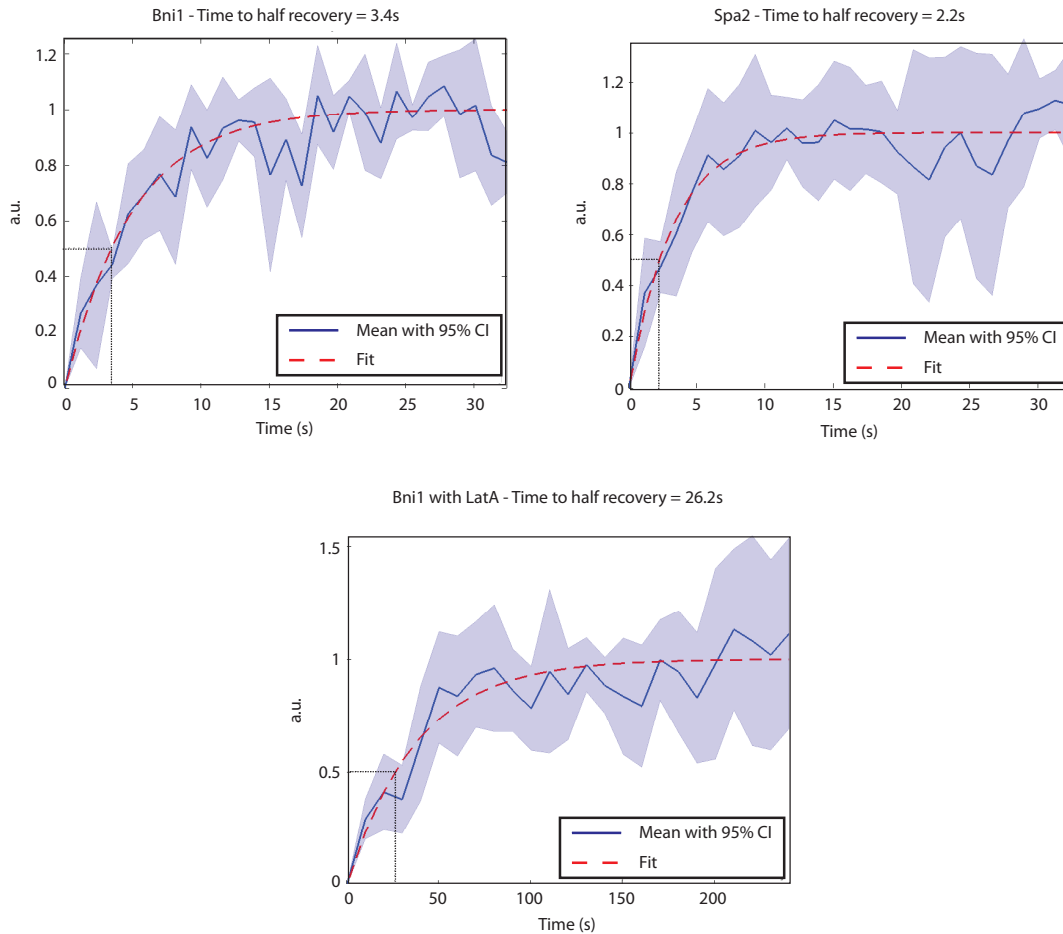 Bni1 - Time to half recovery = 3.4s
1.2
1
0.8
0.6
0.4
0.2
0
a.u.
Mean with 95% CI
Fit
0 5 10 15 20 25 30
Time (s)
Spa2 - Time to half recovery = 2.2s
1.2
1
0.8
0.6
0.4
0.2
0
a.u.
Mean with 95% CI
Fit
0 5 10 15 20 25 30
Time (s)
Bni1 with LatA - Time to half recovery = 26.2s
1.5
1
0.5
0
a.u.
Mean with 95% CI
Fit
0 50 100 150 200
Time (s)